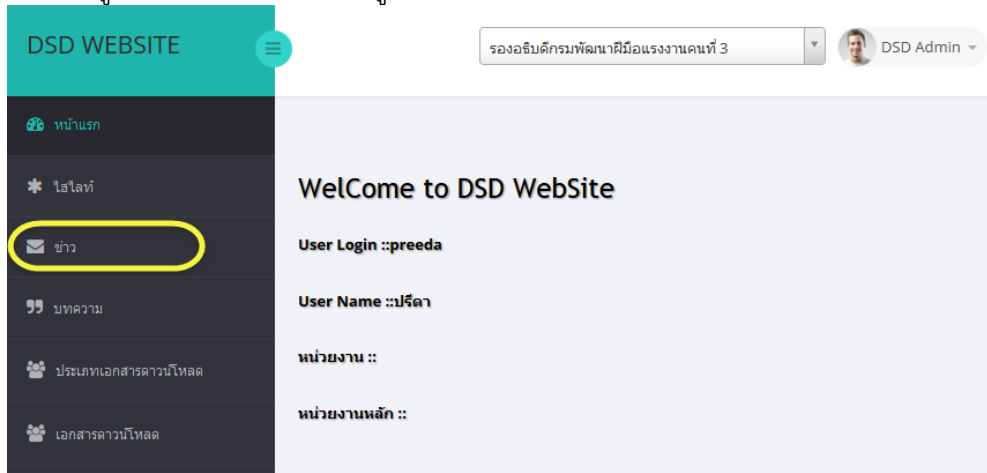 DSD WEBSITE
รองอธิบดีกรมพัฒนาฝีมือแรงงานคนที่ 3
DSD Admin
หน้าแรก
ไฮไลท์
ข่าว
บทความ
ประเภทเอกสารดาวน์โหลด
เอกสารดาวน์โหลด
WelCome to DSD WebSite
User Login ::preeda
User Name ::ปรีดา
หน่วยงาน ::
หน่วยงานหลัก ::